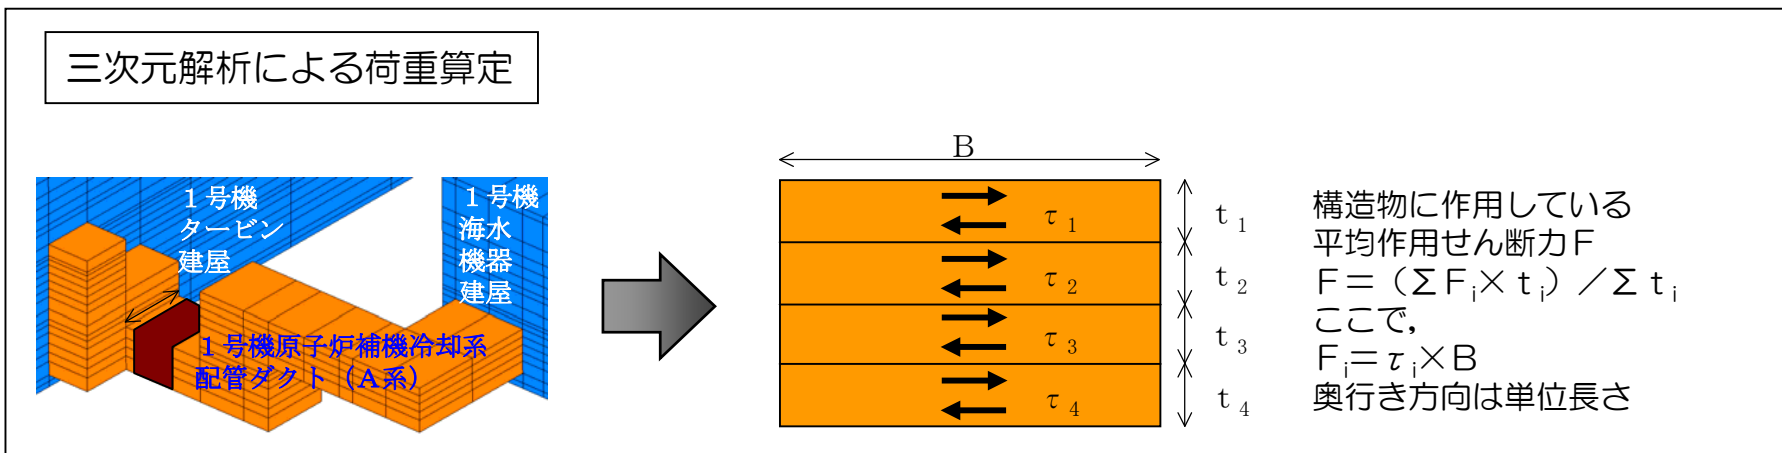 三次元解析による荷重算定
１号機
タービン
建屋
１号機
海水
機器
建屋
１号機原子炉補機冷却系
配管ダクト（A系）
B
τ₁
τ₂
τ₃
τ₄
t₁
t₂
t₃
t₄
構造物に作用している
平均作用せん断力F
F＝（ΣFᵢ×tᵢ）／Σtᵢ
ここで,
Fᵢ＝τᵢ×B
奥行き方向は単位長さ